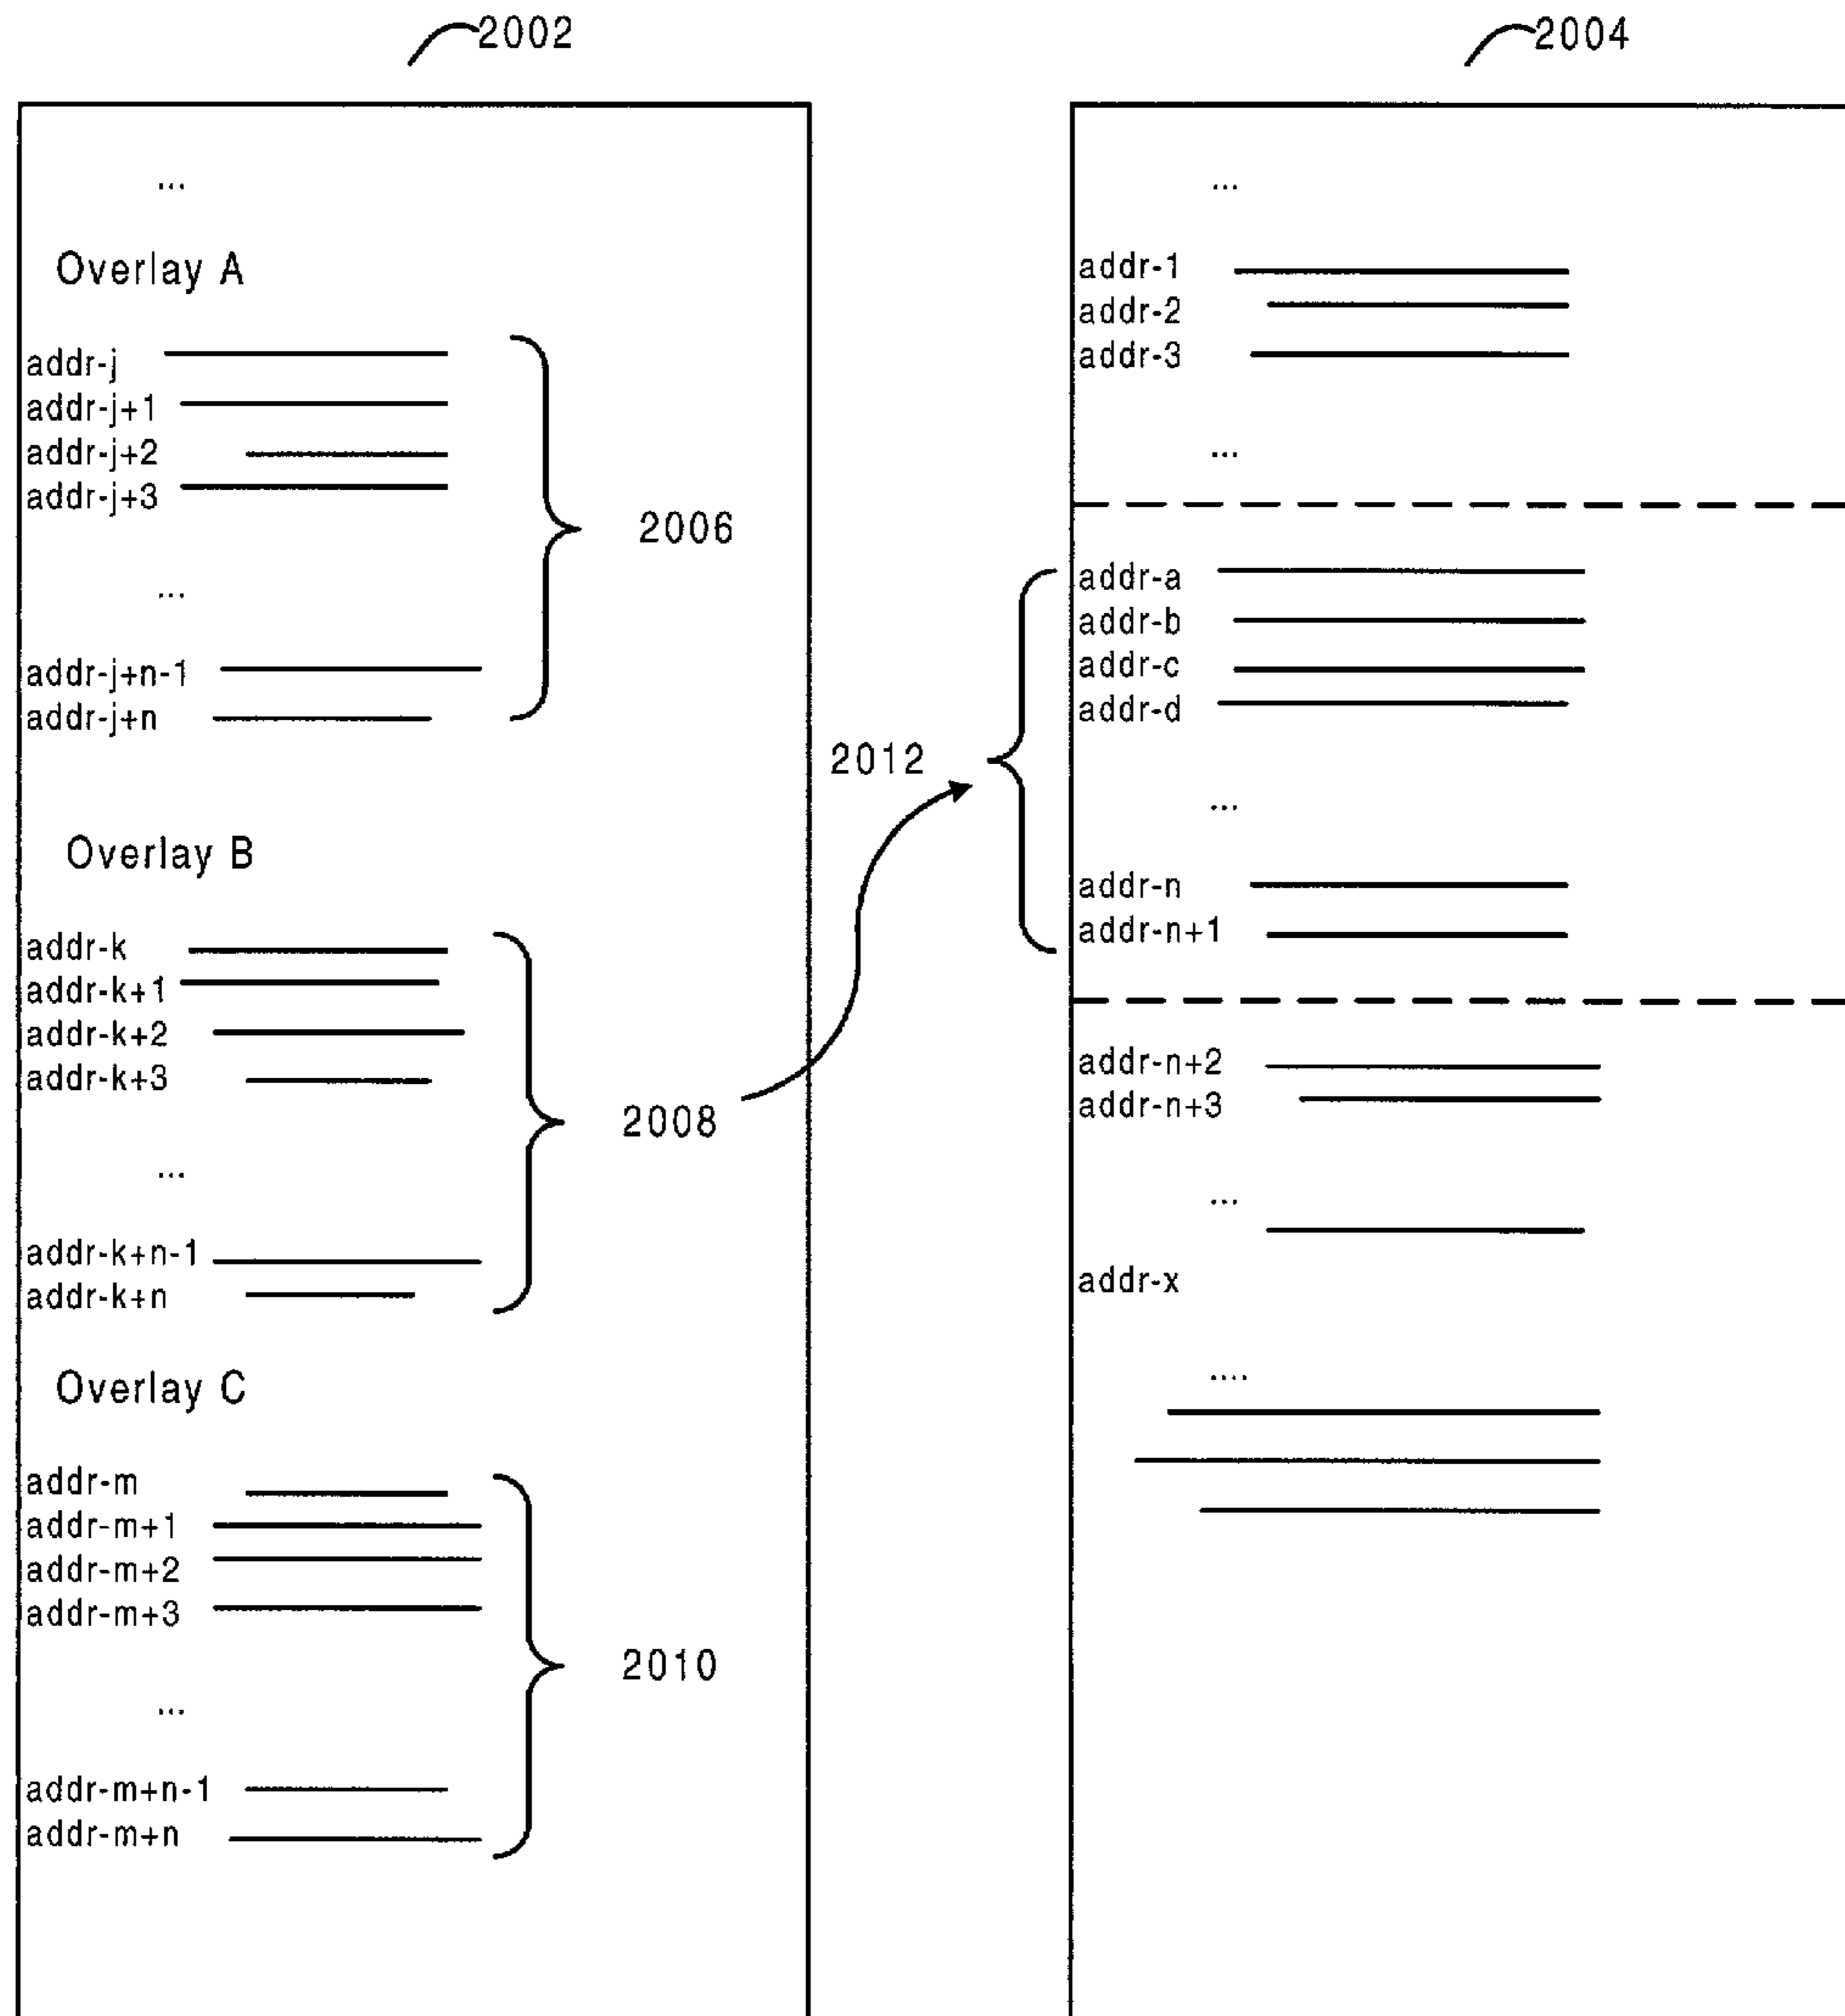 2002
...
Overlay A
addr-j
addr-j+1
addr-j+2
addr-j+3
2006
...
addr-j+n-1
addr-j+n
Overlay B
addr-k
addr-k+1
addr-k+2
addr-k+3
2008
...
addr-k+n-1
addr-k+n
Overlay C
addr-m
addr-m+1
addr-m+2
addr-m+3
2010
...
addr-m+n-1
addr-m+n
2004
...
addr-1
addr-2
addr-3
...
2012
addr-a
addr-b
addr-c
addr-d
...
addr-n
addr-n+1
addr-n+2
addr-n+3
...
addr-x
....